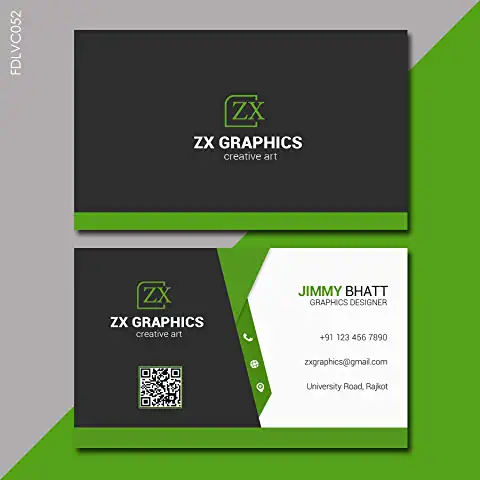 FDLVC052
ZX
ZX GRAPHICS
creative art
ZX
ZX GRAPHICS
creative art
JIMMY BHATT
GRAPHICS DESIGNER
+91 123 456 7890
zxgraphics@gmail.com
University Road, Rajkot